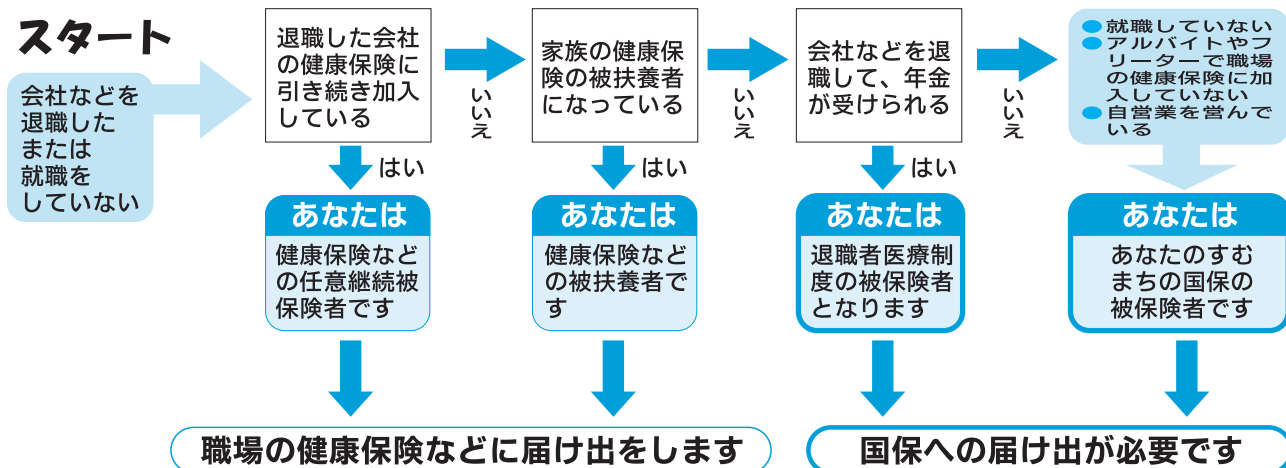 スタート
会社などを
退職した
または
就職を
していない
退職した会社
の健康保険に
引き続き加入
している
いいえ
はい
あなたは
健康保険など
の任意継続被
保険者です
家族の健康保
険の被扶養者
になっている
いいえ
はい
あなたは
健康保険など
の被扶養者で
す
会社などを退
職して、年金
が受けられる
いいえ
はい
あなたは
退職者医療制
度の被保険者
となります
●就職していない
●アルバイトやフ
リーターで職場
の健康保険に加
入していない
●自営業を営んで
いる
あなたは
あなたのすむ
まちの国保の
被保険者です
職場の健康保険などに届け出をします
国保への届け出が必要です